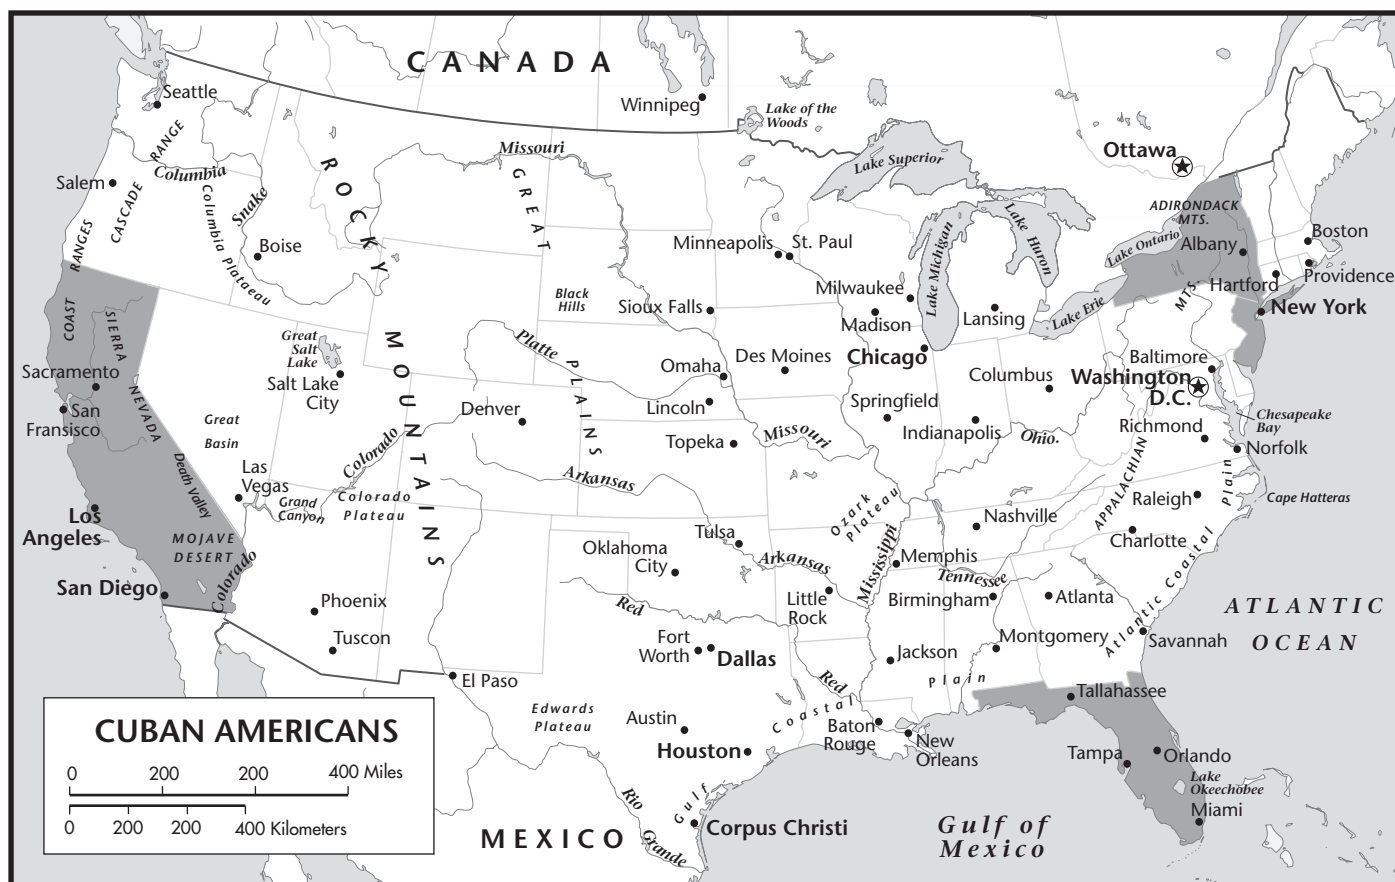 CANADA
Seattle
Winnipeg
Lake of the
Woods
RANGE
Missouri
Ottawa
Lake Superior
ROCKY
MOUNTAINS
GREAT
PLAINS
Columbia
Salem
CASCADE
Snake
Columbia Plataeau
RANGES
COAST
Boise
ADIRONDACK
MTS.
Lake Huron
Lake Michigan
Lake Ontario
Albany
Boston
Minneapolis
St. Paul
Providence
Hartford
MTS.
Milwaukee
Black
Hills
Sioux Falls
Madison
Lansing
Lake Erie
New York
SIERRA
NEVADA
Great
Salt
Lake
Platte
Chicago
Des Moines
Baltimore
Sacramento
Salt Lake
City
Omaha
Columbus
Washington
D.C.
San
Fransisco
Great
Basin
Denver
Lincoln
Springfield
Indianapolis
Ohio.
Chesapeake
Bay
Richmond
Topeka
Missouri
Norfolk
Colorado
Death Valley
Las
Vegas
Grand
Canyon
Colorado
Plateau
Arkansas
Ozark
Plateau
APPALACHIAN
Plain
Raleigh
Cape Hatteras
Los
Angeles
MOJAVE
DESERT
Nashville
Tulsa
Charlotte
Oklahoma
City
Arkansas
Mississippi
Memphis
Tennessee
Atlantic Coastal
San Diego
Colorado
Phoenix
Red
Little
Rock
Birmingham
Atlanta
ATLANTIC
OCEAN
Tuscon
Fort
Worth
Dallas
Jackson
Montgomery
Savannah
El Paso
Red
Plain
Tallahassee
Edwards
Plateau
Coastal
Austin
Baton
Rouge
New
Orleans
Houston
Tampa
Orlando
Lake
Okeechobee
Miami
Gulf
Rio
Grande
MEXICO
Corpus Christi
Gulf of
Mexico
CUBAN AMERICANS
0 200 200 400 Miles
0 200 200 400 Kilometers